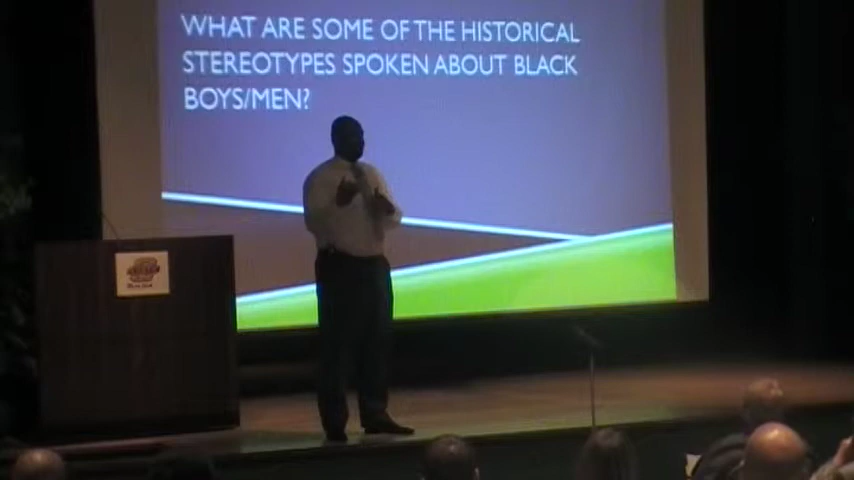 WHAT ARE SOME OF THE HISTORICAL
STEREOTYPES SPOKEN ABOUT BLACK
BOYS/MEN?